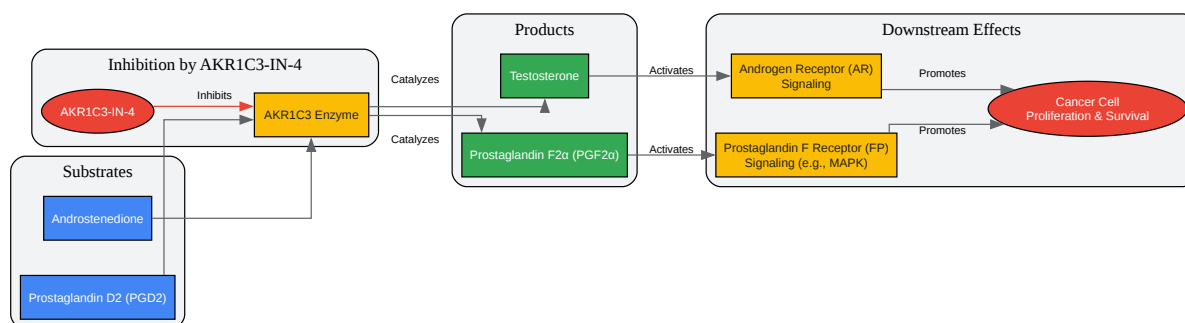 Inhibition by AKR1C3-IN-4
AKR1C3-IN-4
Inhibits
AKR1C3 Enzyme
Substrates
Androstenedione
Prostaglandin D2 (PGD2)
Catalyzes
Catalyzes
Products
Testosterone
Prostaglandin F2α (PGF2α)
Activates
Activates
Downstream Effects
Androgen Receptor (AR)
Signaling
Prostaglandin F Receptor (FP)
Signaling (e.g., MAPK)
Promotes
Promotes
Cancer Cell
Proliferation & Survival